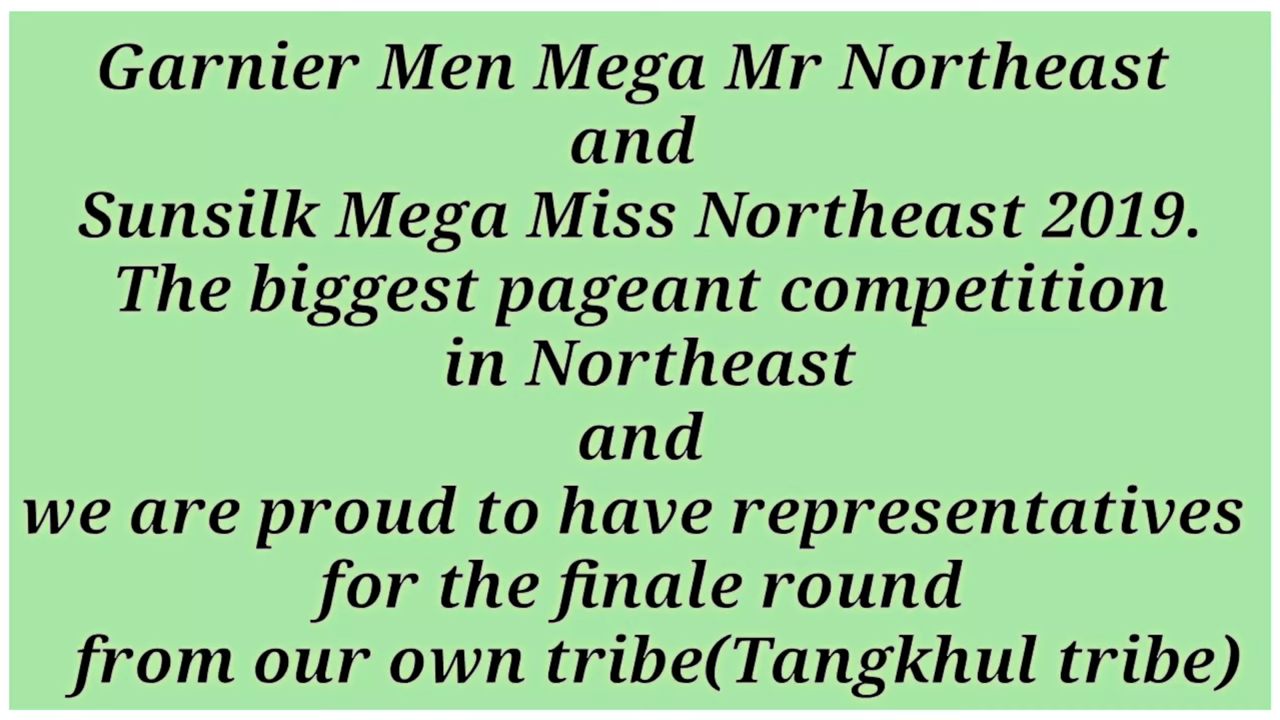 Garnier Men Mega Mr Northeast
and
Sunsilk Mega Miss Northeast 2019.
The biggest pageant competition
in Northeast
and
we are proud to have representatives
for the finale round
from our own tribe(Tangkhul tribe)